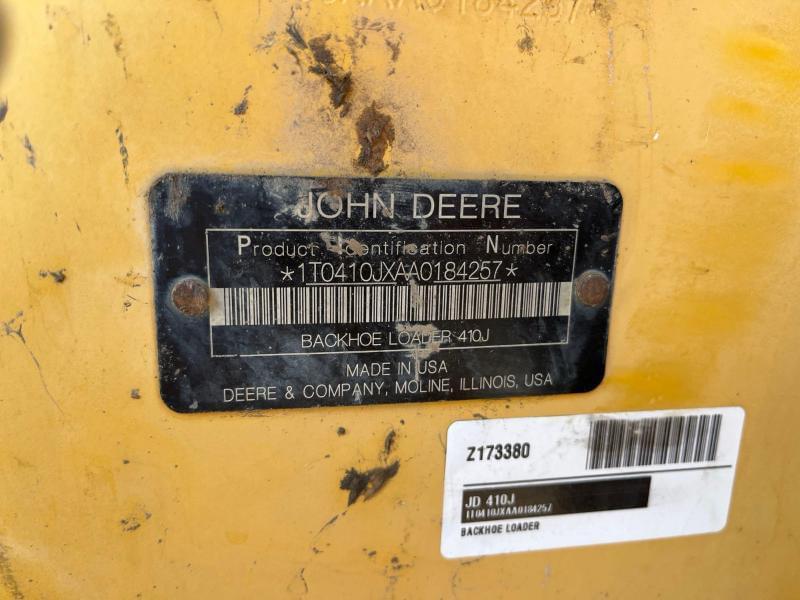 0184257
JOHN DEERE
Product Identification Number
*1T0410JXAA0184257*
BACKHOE LOADER 410J
MADE IN USA
DEERE & COMPANY, MOLINE, ILLINOIS, USA
Z173380
JD 410J
1T0410JXAA0184257
BACKHOE LOADER